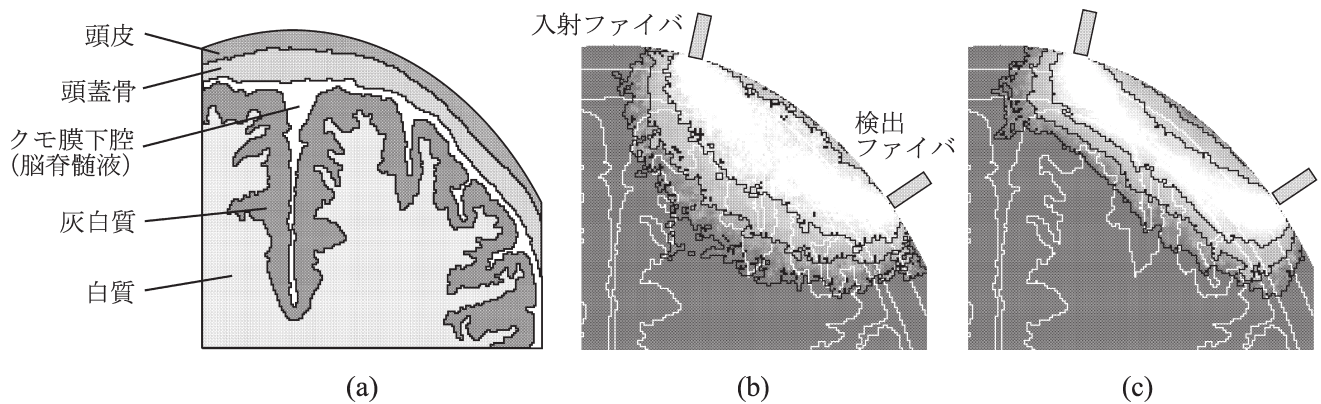 頭皮
頭蓋骨
クモ膜下腔
(脳脊髄液)
灰白質
白質
入射ファイバ
検出
ファイバ
(a)
(b)
(c)